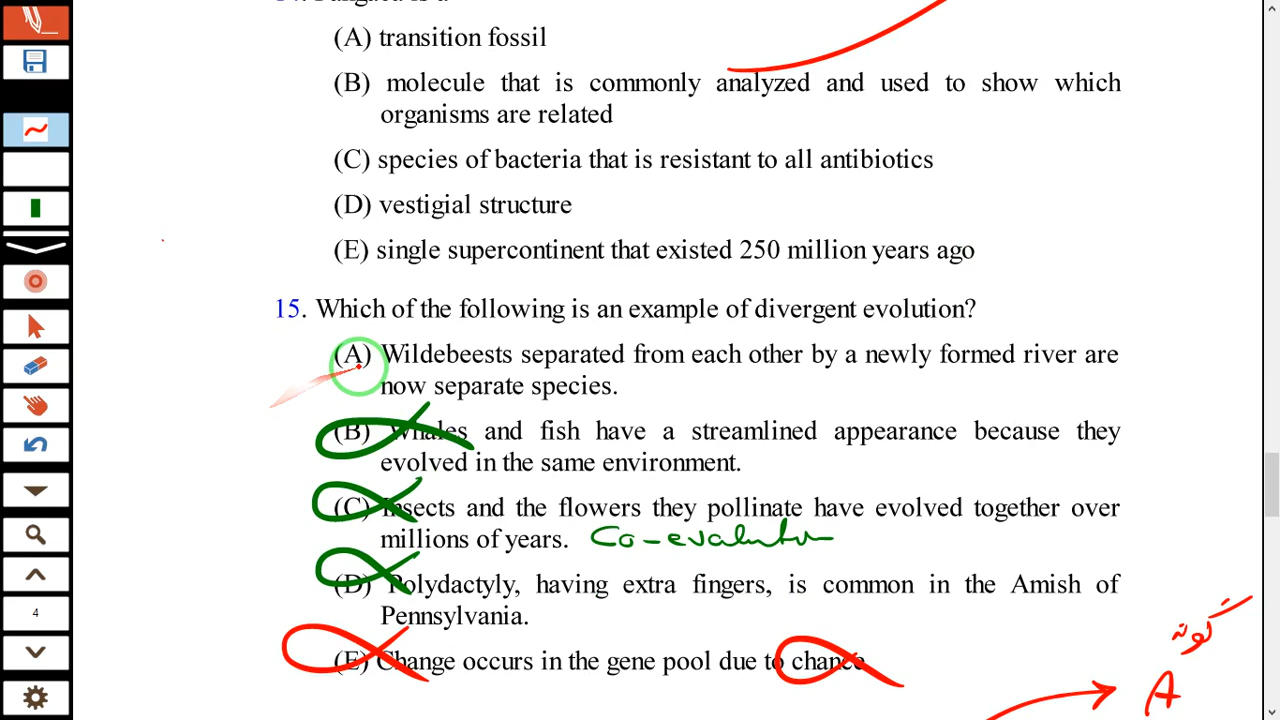 (A) transition fossil
(B) molecule that is commonly analyzed and used to show which
organisms are related
(C) species of bacteria that is resistant to all antibiotics
(D) vestigial structure
(E) single supercontinent that existed 250 million years ago
15. Which of the following is an example of divergent evolution?
(A) Wildebeests separated from each other by a newly formed river are
now separate species.
(B) Whales and fish have a streamlined appearance because they
evolved in the same environment.
(C) Insects and the flowers they pollinate have evolved together over
millions of years. Co-evalution
(D) Polydactyly, having extra fingers, is common in the Amish of
Pennsylvania.
(E) Change occurs in the gene pool due to chance.
گونه
A
4